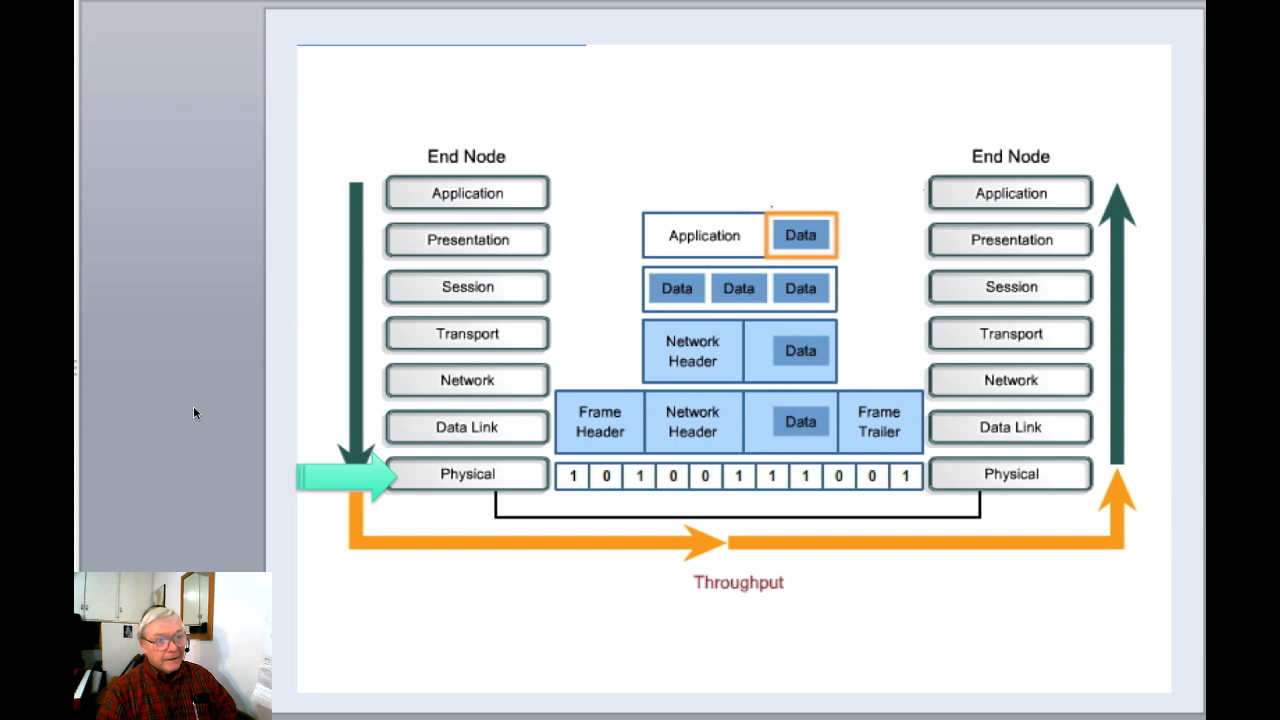 End Node
Application
Presentation
Session
Transport
Network
Data Link
Physical
Application Data
Data Data Data
Network
Header
Data
Frame
Header
Network
Header
Data
Frame
Trailer
1 0 1 0 0 1 1 1 0 0 1
End Node
Application
Presentation
Session
Transport
Network
Data Link
Physical
Throughput